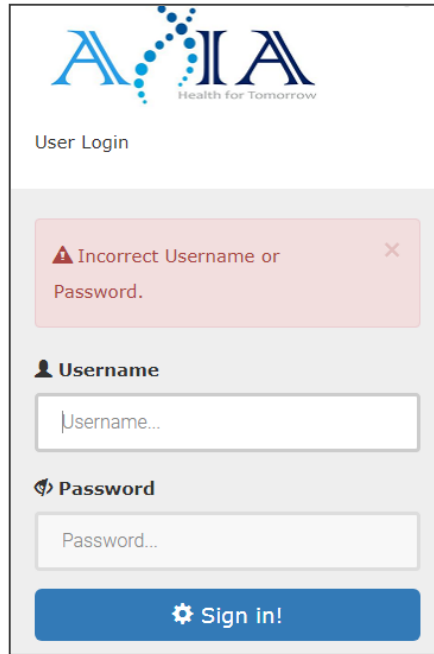 AXIA
Health for Tomorrow
User Login
Incorrect Username or
Password.
×
Username
Username...
Password
Password...
Sign in!